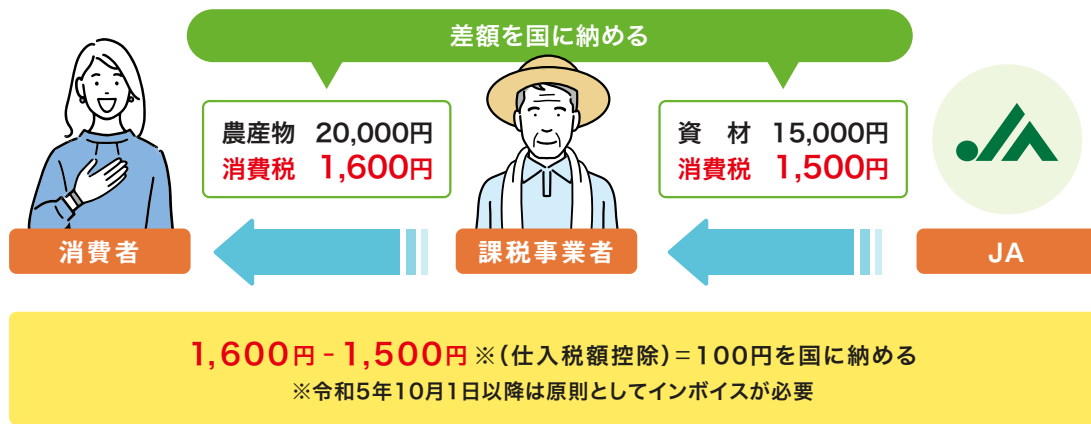 差額を国に納める
農産物 20,000円
消費税 1,600円
資 材 15,000円
消費税 1,500円
消費者
課税事業者
JA
1,600円 - 1,500円 ※(仕入税額控除)=100円を国に納める
※令和5年10月1日以降は原則としてインボイスが必要